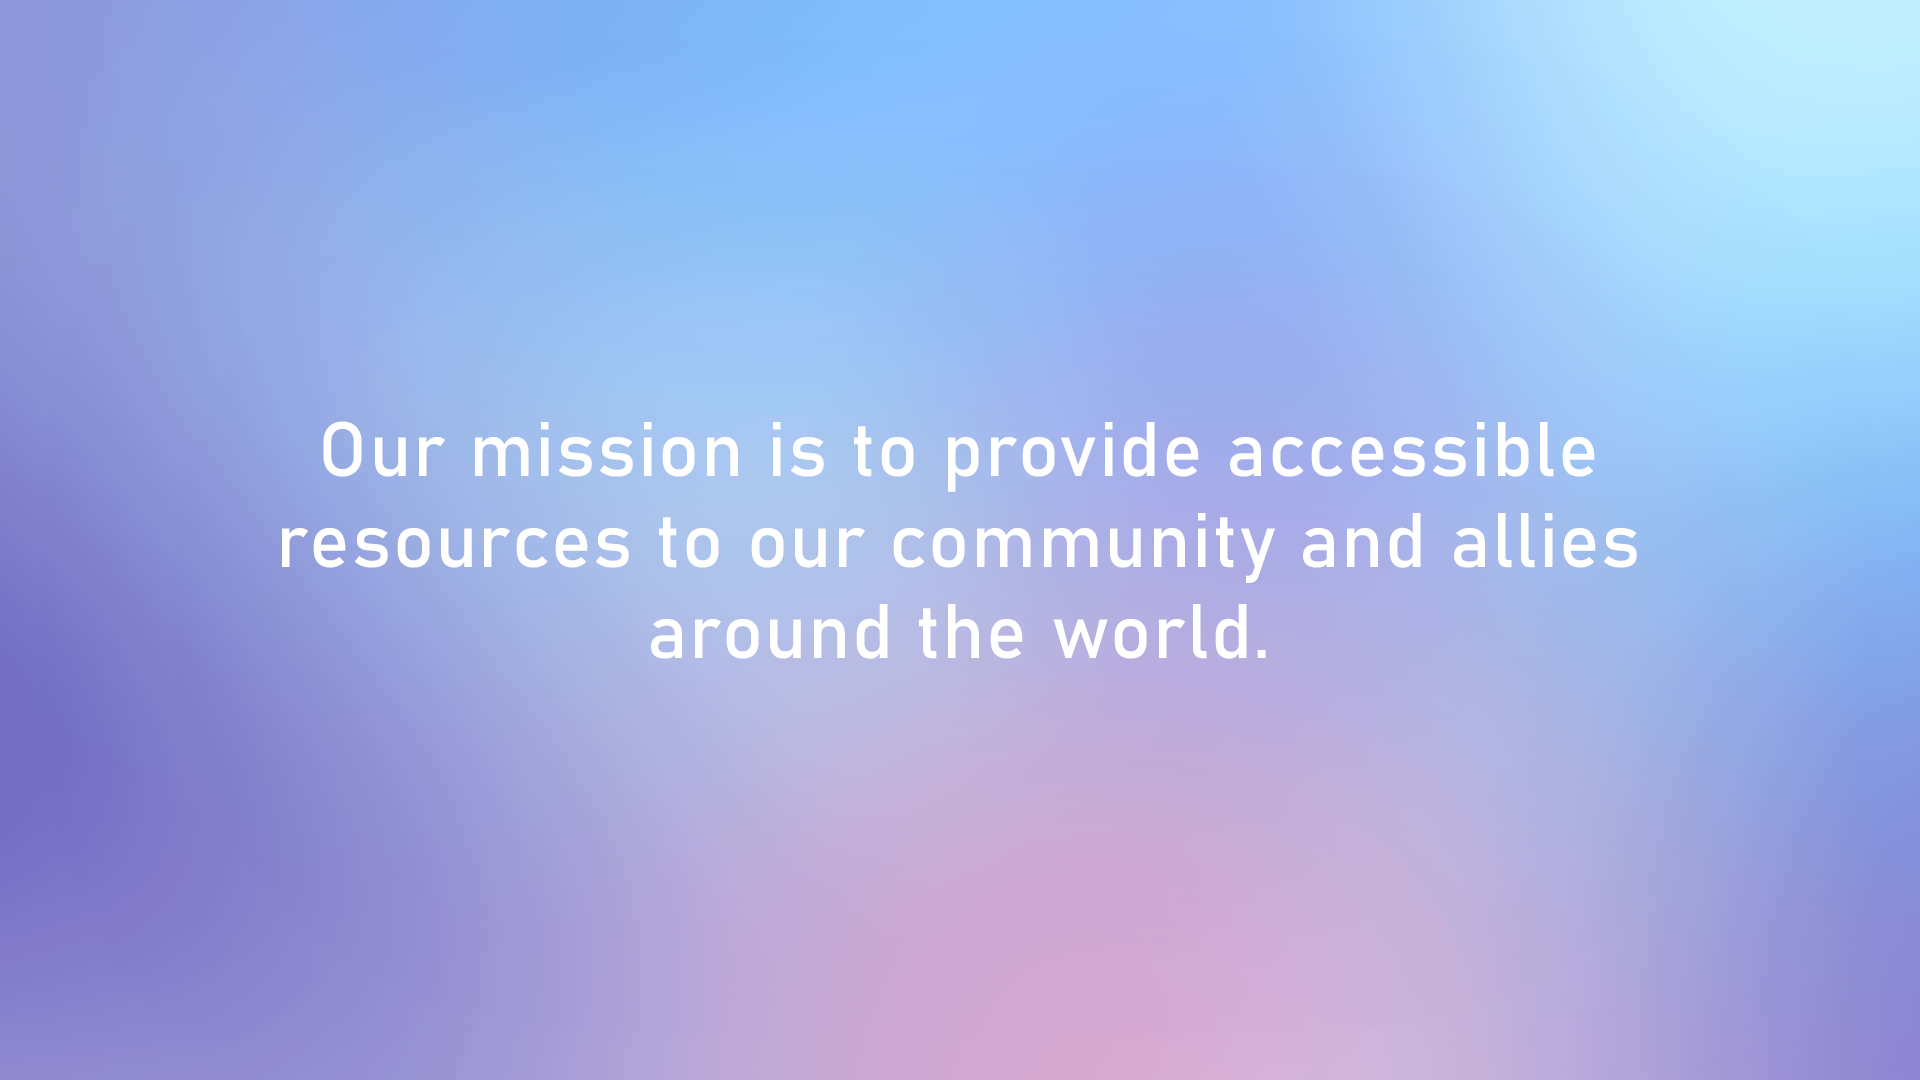 Our mission is to provide accessible
resources to our community and allies
around the world.